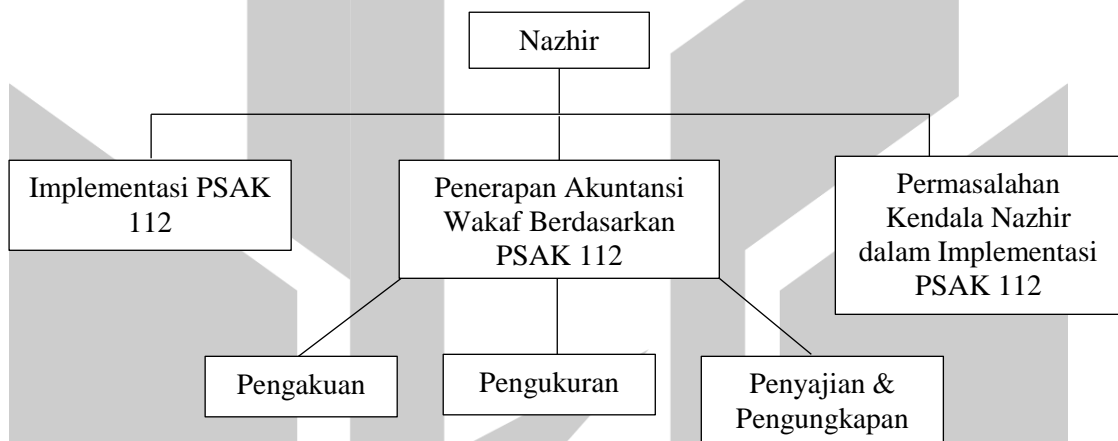 Nazhir
Implementasi PSAK
112
Penerapan Akuntansi
Wakaf Berdasarkan
PSAK 112
Permasalahan
Kendala Nazhir
dalam Implementasi
PSAK 112
Pengakuan
Pengukuran
Penyajian &
Pengungkapan